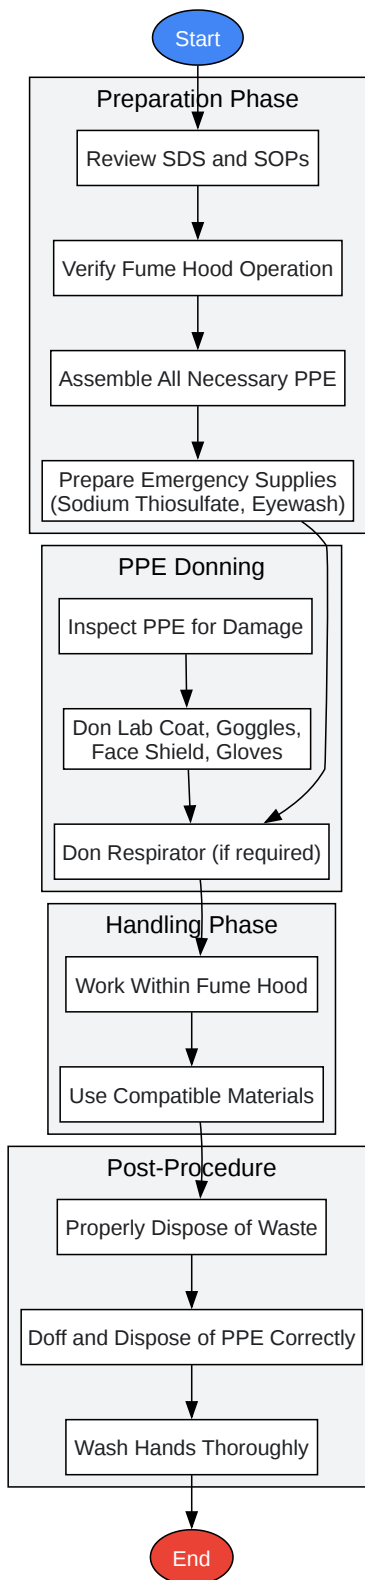 Start
Preparation Phase
Review SDS and SOPs
Verify Fume Hood Operation
Assemble All Necessary PPE
Prepare Emergency Supplies
(Sodium Thiosulfate, Eyewash)
PPE Donning
Inspect PPE for Damage
Don Lab Coat, Goggles,
Face Shield, Gloves
Don Respirator (if required)
Handling Phase
Work Within Fume Hood
Use Compatible Materials
Post-Procedure
Properly Dispose of Waste
Doff and Dispose of PPE Correctly
Wash Hands Thoroughly
End